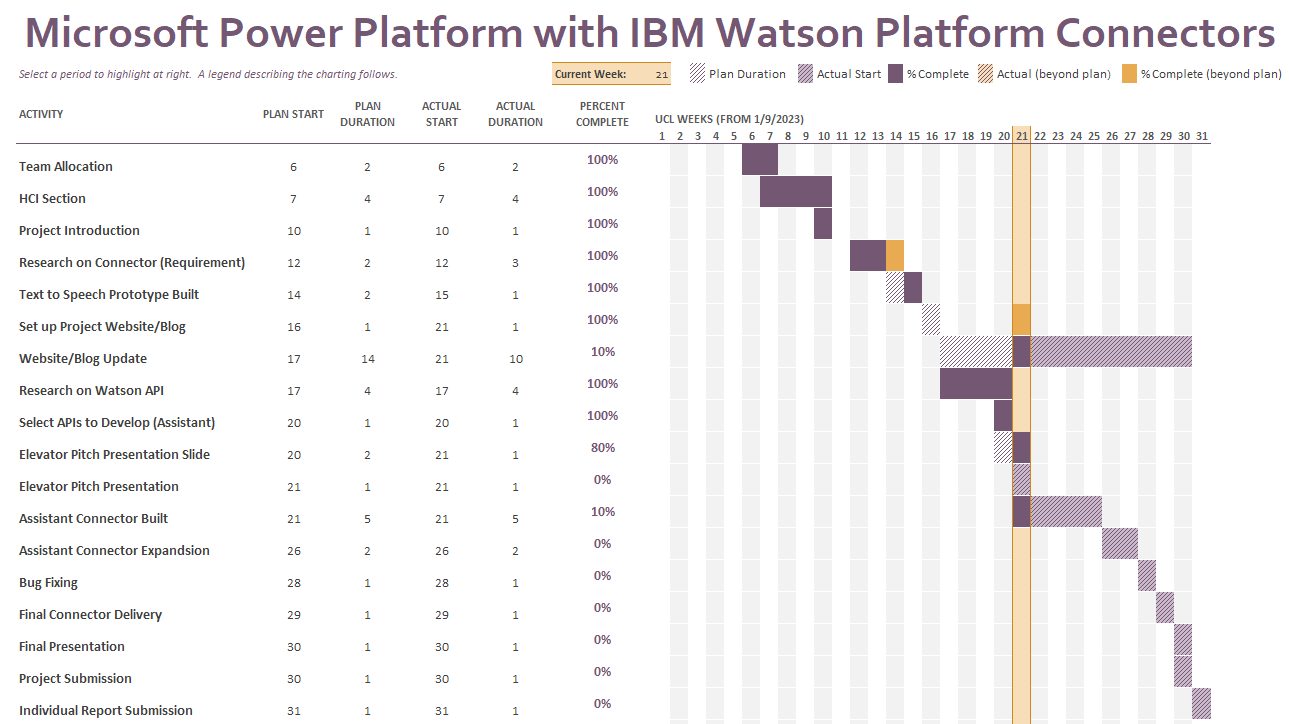 Microsoft Power Platform with IBM Watson Platform Connectors
Select a period to highlight at right. A legend describing the charting follows.
Current Week: 21
Plan Duration
Actual Start
% Complete
Actual (beyond plan)
% Complete (beyond plan)
ACTIVITY PLAN START PLAN DURATION ACTUAL START ACTUAL DURATION PERCENT COMPLETE
UCL WEEKS (FROM 1/9/2023)
1 2 3 4 5 6 7 8 9 10 11 12 13 14 15 16 17 18 19 20 21 22 23 24 25 26 27 28 29 30 31
Team Allocation 6 2 6 2 100%
HCI Section 7 4 7 4 100%
Project Introduction 10 1 10 1 100%
Research on Connector (Requirement) 12 2 12 3 100%
Text to Speech Prototype Built 14 2 15 1 100%
Set up Project Website/Blog 16 1 21 1 100%
Website/Blog Update 17 14 21 10 10%
Research on Watson API 17 4 17 4 100%
Select APIs to Develop (Assistant) 20 1 20 1 100%
Elevator Pitch Presentation Slide 20 2 21 1 80%
Elevator Pitch Presentation 21 1 21 1 0%
Assistant Connector Built 21 5 21 5 10%
Assistant Connector Expandsion 26 2 26 2 0%
Bug Fixing 28 1 28 1 0%
Final Connector Delivery 29 1 29 1 0%
Final Presentation 30 1 30 1 0%
Project Submission 30 1 30 1 0%
Individual Report Submission 31 1 31 1 0%